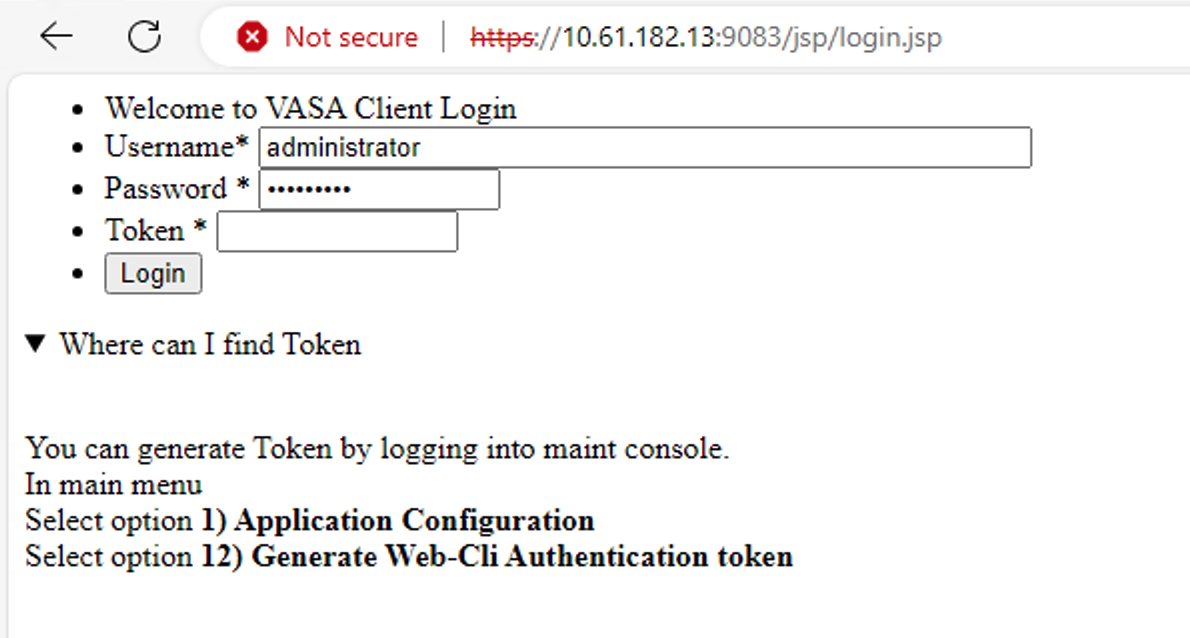 Not secure | https://10.61.182.13:9083/jsp/login.jsp
• Welcome to VASA Client Login
• Username* administrator
• Password * •••••••••
• Token *
• Login
▼ Where can I find Token
You can generate Token by logging into maint console.
In main menu
Select option 1) Application Configuration
Select option 12) Generate Web-Cli Authentication token